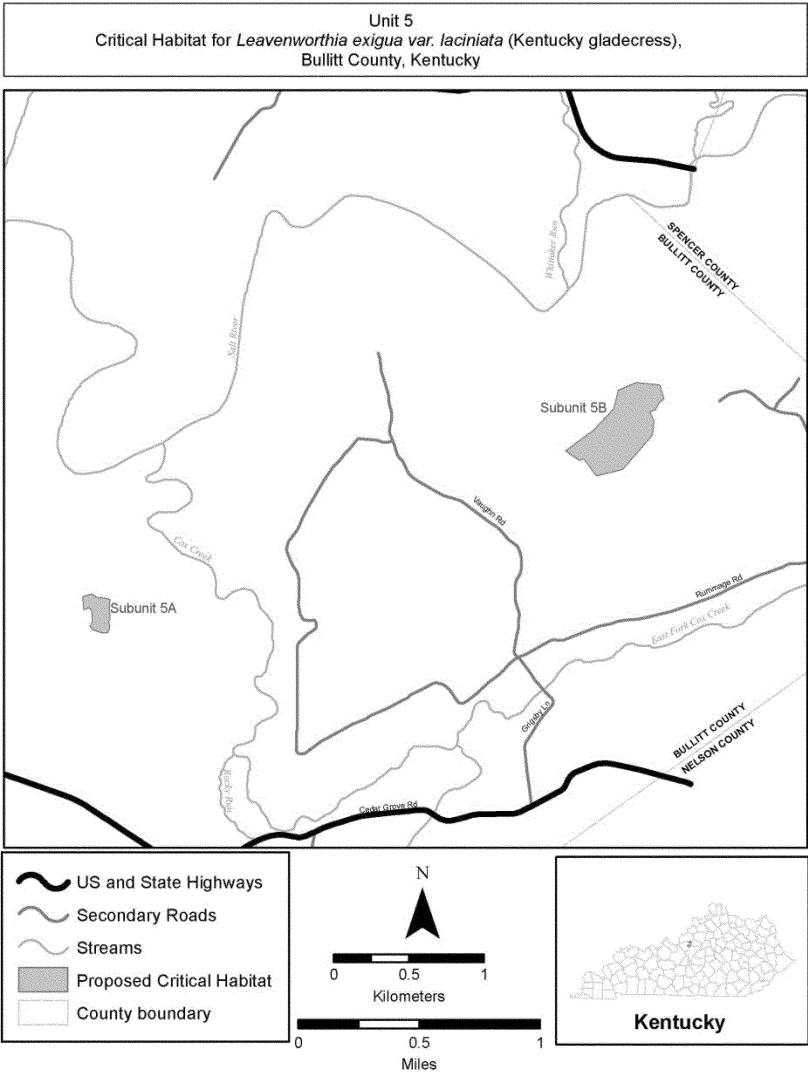 Unit 5
Critical Habitat for Leavenworthia exigua var. laciniata (Kentucky gladecress),
Bullitt County, Kentucky
SPENCER COUNTY
BULLITT COUNTY
Whittaker Run
Salt River
Subunit 5B
Vaughn Rd
Cox Creek
Rummage Rd
Subunit 5A
East Fork Cox Creek
Grigsby Ln
BULLITT COUNTY
NELSON COUNTY
Rocky Run
Cedar Grove Rd
US and State Highways
Secondary Roads
Streams
Proposed Critical Habitat
County boundary
N
0 0.5 1
Kilometers
0 0.5 1
Miles
Kentucky